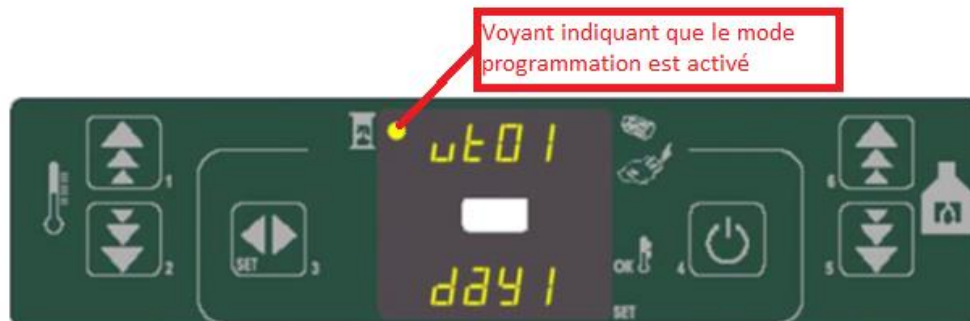 Voyant indiquant que le mode
programmation est activé
ut01
1
6
SET 3
OK
4
2
5
day1
SET